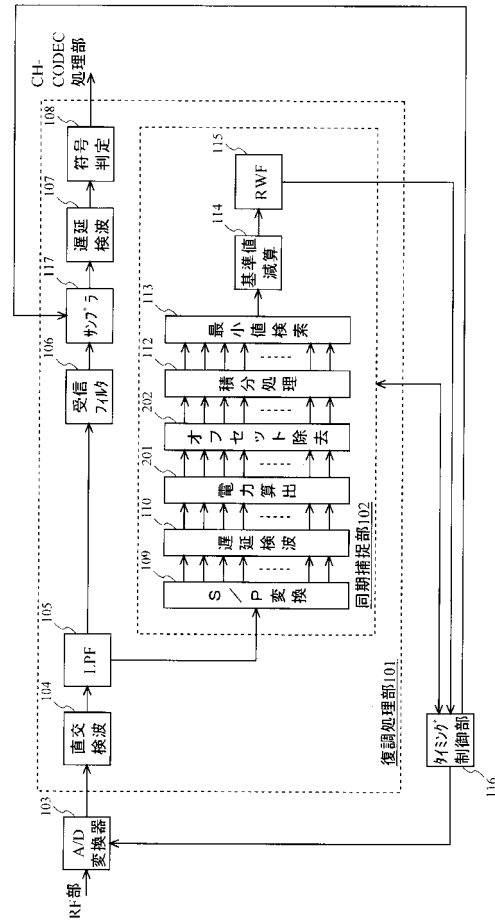 RF部
103
A/D
変換器
104
直交
検波
105
LPF
106
受信
フィルタ
117
サンプラ
107
遅延
検波
108
符号
判定
CH-
CODEC
処理部
109
S/P変換
110
遅延検波
201
電力算出
202
オフセット除去
112
積分処理
113
最小値検索
114
基準値
減算
115
RWF
同期捕捉部102
復調処理部101
タイミング
制御部
116